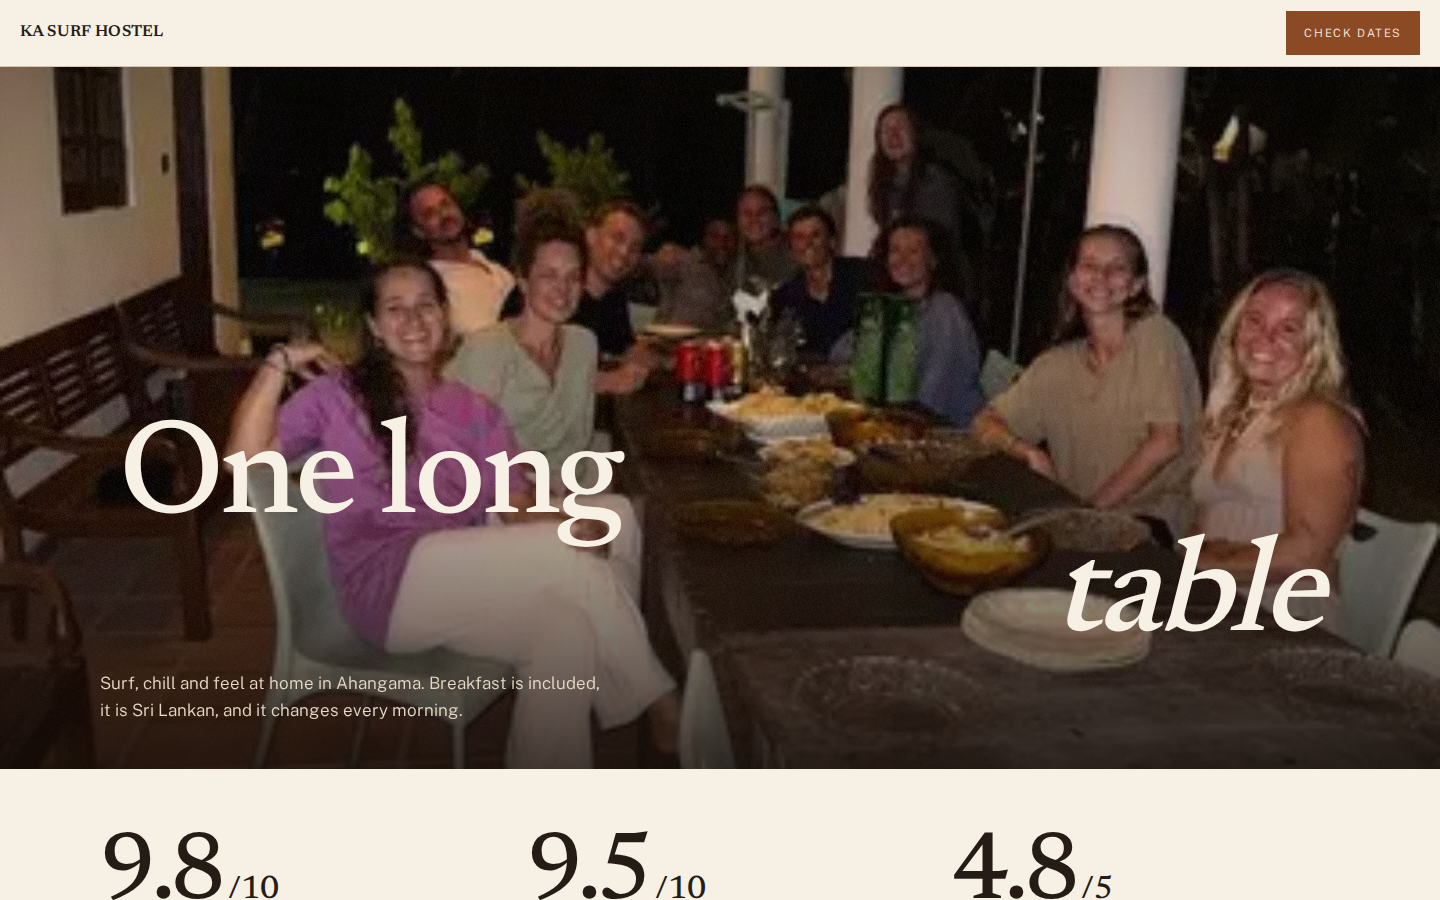 KA SURF HOSTEL
CHECK DATES
One long
table
Surf, chill and feel at home in Ahangama. Breakfast is included,
it is Sri Lankan, and it changes every morning.
9.8/10
9.5/10
4.8/5